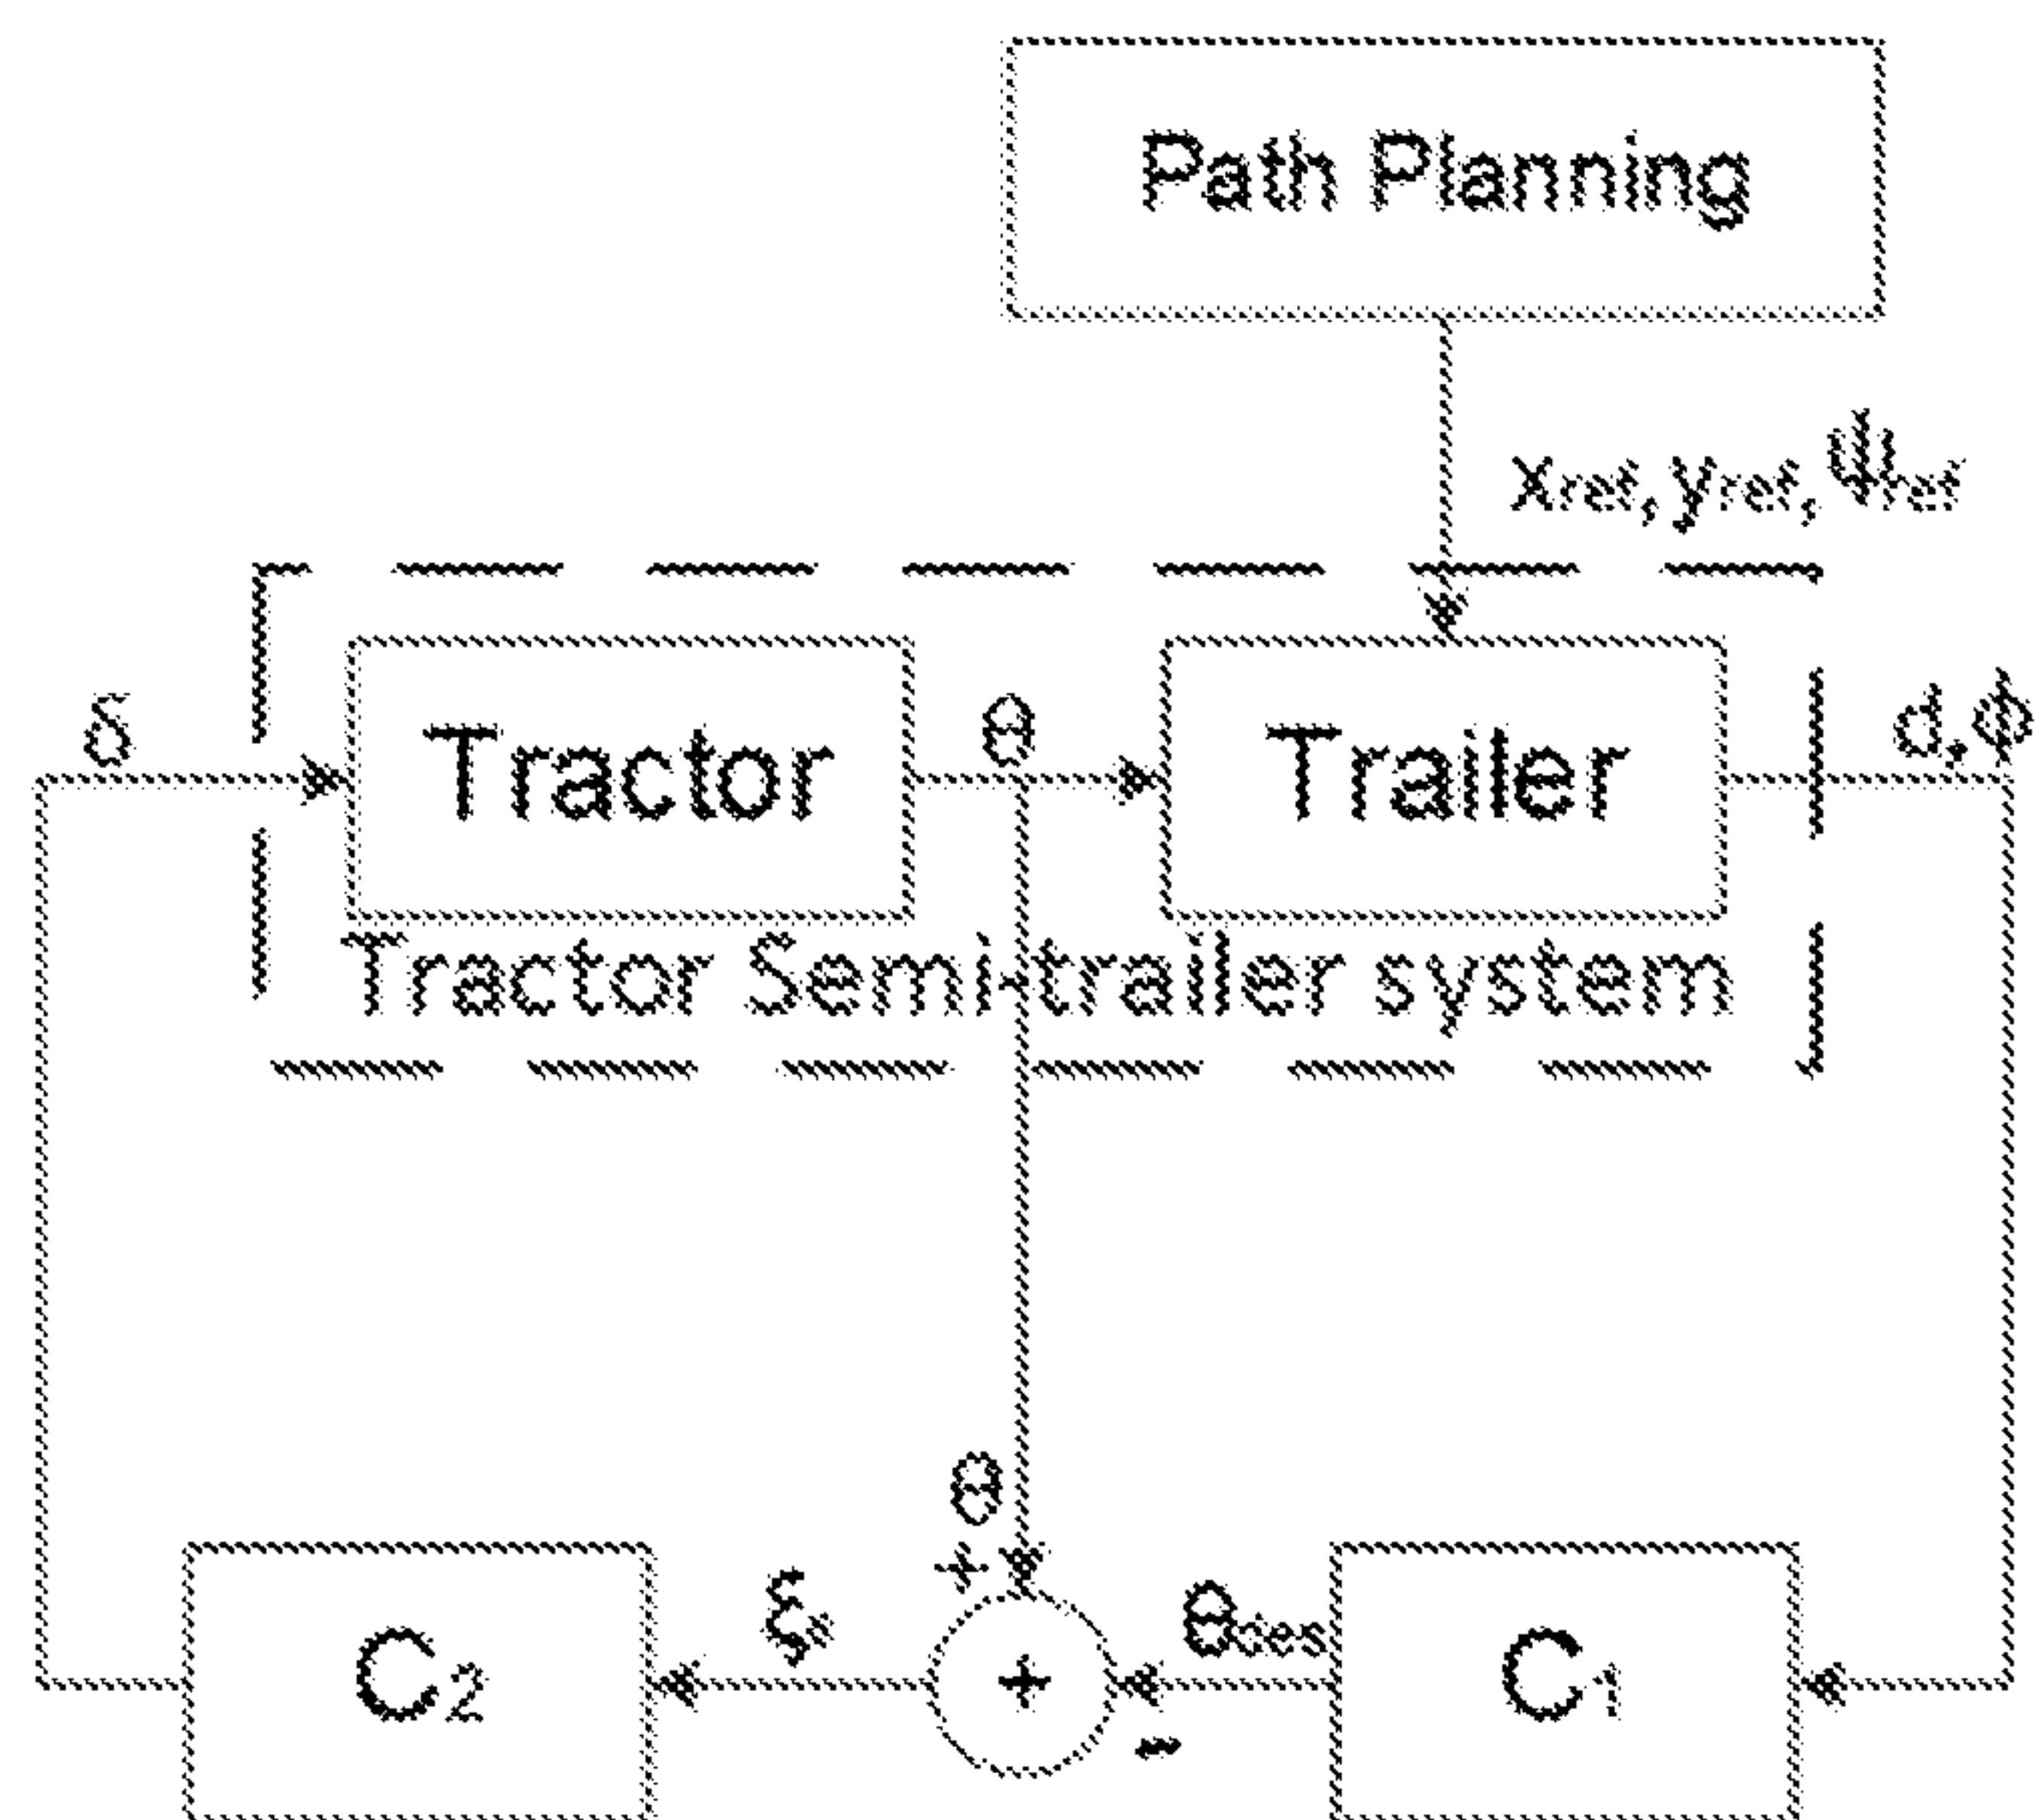 Path Planning
xref, yref, ψref
δ
Tractor
θ
Trailer
d, ϕ
Tractor Semi-trailer system
θ
+
C2
+
θdes
-
C1